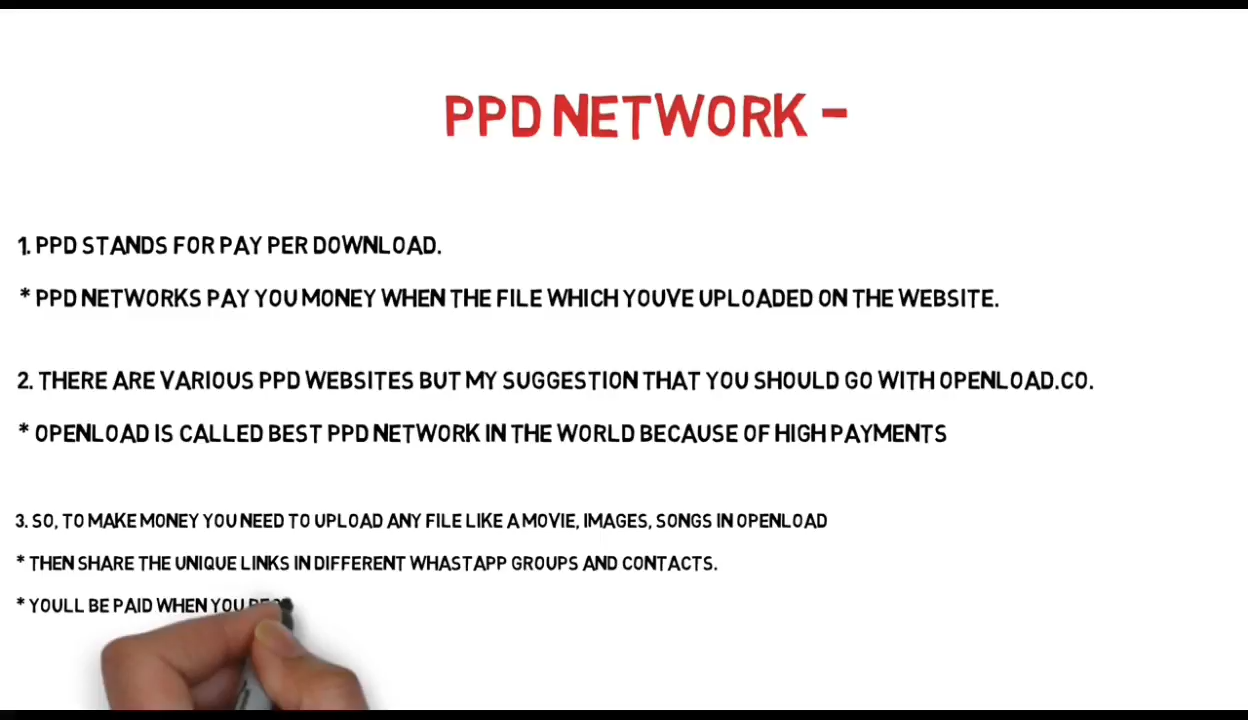 PPD NETWORK -
1. PPD STANDS FOR PAY PER DOWNLOAD.
* PPD NETWORKS PAY YOU MONEY WHEN THE FILE WHICH YOUVE UPLOADED ON THE WEBSITE.
2. THERE ARE VARIOUS PPD WEBSITES BUT MY SUGGESTION THAT YOU SHOULD GO WITH OPENLOAD.CO.
* OPENLOAD IS CALLED BEST PPD NETWORK IN THE WORLD BECAUSE OF HIGH PAYMENTS
3. SO, TO MAKE MONEY YOU NEED TO UPLOAD ANY FILE LIKE A MOVIE, IMAGES, SONGS IN OPENLOAD
* THEN SHARE THE UNIQUE LINKS IN DIFFERENT WHASTAPP GROUPS AND CONTACTS.
* YOULL BE PAID WHEN YOU